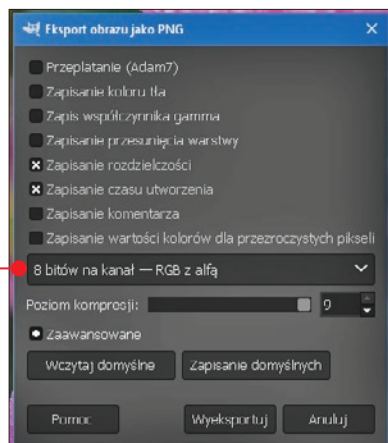 Eksport obrazu jako PNG
Przeplatanie (Adam7)
Zapisanie koloru tła
Zapis współczynnika gamma
Zapisanie przesunięcia warstwy
Zapisanie rozdzielczości
Zapisanie czasu utworzenia
Zapisanie komentarza
Zapisanie wartości kolorów dla przezroczystych pikseli
8 bitów na kanał — RGB z alfą
Poziom kompresji: 9
Zaawansowane
Wczytaj domyślne Zapisanie domyślnych
Pomoc Wyeksportuj Anuluj